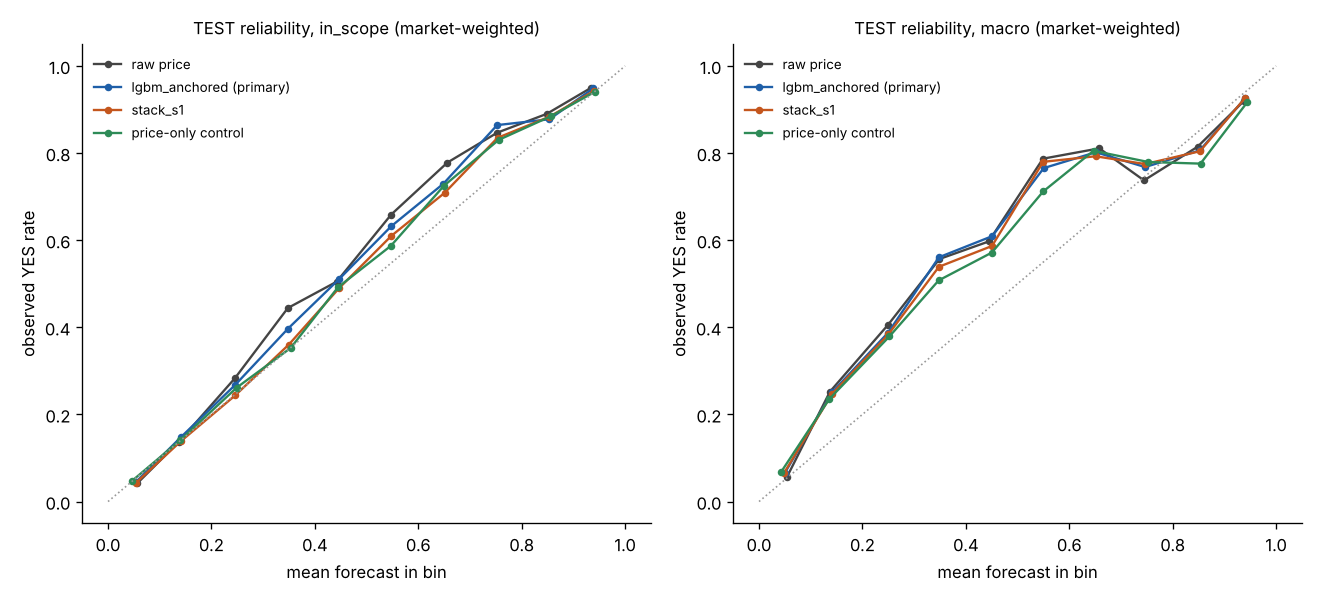 TEST reliability, in_scope (market-weighted)
raw price
lgbm_anchored (primary)
stack_s1
price-only control
1.0
0.8
0.6
0.4
0.2
0.0
observed YES rate
0.0 0.2 0.4 0.6 0.8 1.0
mean forecast in bin
TEST reliability, macro (market-weighted)
raw price
lgbm_anchored (primary)
stack_s1
price-only control
1.0
0.8
0.6
0.4
0.2
0.0
observed YES rate
0.0 0.2 0.4 0.6 0.8 1.0
mean forecast in bin